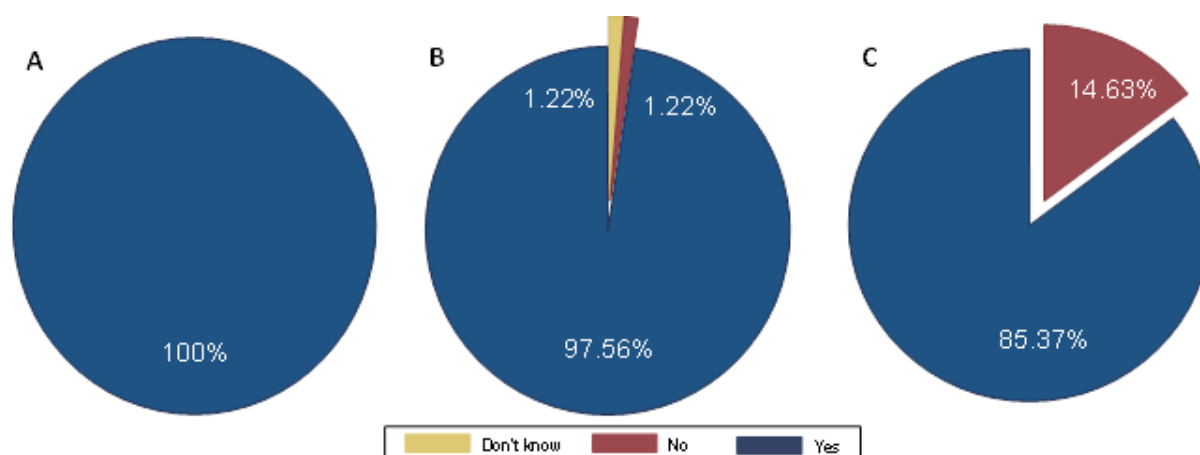 A
B
C
1.22%
1.22%
14.63%
100%
97.56%
85.37%
Don't know
No
Yes